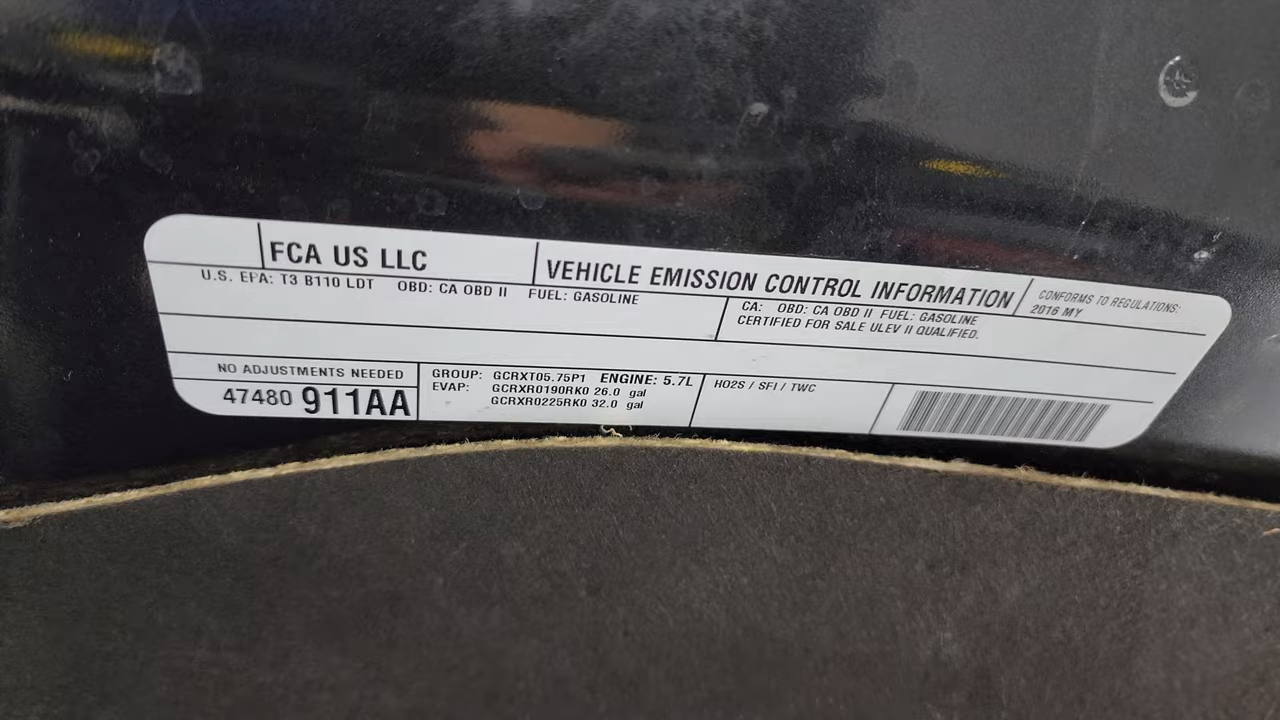 FCA US LLC
VEHICLE EMISSION CONTROL INFORMATION
CONFORMS TO REGULATIONS:
2016 MY
U.S. EPA: T3 B110 LDT OBD: CA OBD II FUEL: GASOLINE
CA: OBD: CA OBD II FUEL: GASOLINE
CERTIFIED FOR SALE ULEV II QUALIFIED.
NO ADJUSTMENTS NEEDED
47480 911AA
GROUP: GCRXT05.75P1 ENGINE: 5.7L
EVAP: GCRXR0190RK0 26.0 gal
GCRXR0225RK0 32.0 gal
HO2S / SFI / TWC